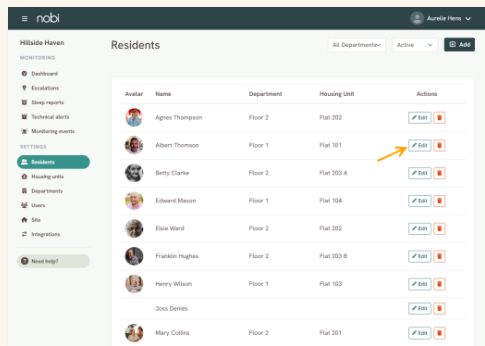 nobi
Aurelie Hens
Hillside Haven
Residents
All Departments
Active
Add
MONITORING
Dashboard
Escalations
Sleep reports
Technical alerts
Monitoring events
SETTINGS
Residents
Housing units
Departments
Users
Site
Integrations
Need help?
Avatar Name Department Housing Unit Actions
Agnes Thompson Floor 2 Flat 202 Edit
Albert Thomson Floor 1 Flat 101 Edit
Betty Clarke Floor 2 Flat 203 A Edit
Edward Mason Floor 1 Flat 104 Edit
Elsie Ward Floor 2 Flat 202 Edit
Franklin Hughes Floor 2 Flat 203 B Edit
Henry Wilson Floor 1 Flat 103 Edit
Joss Denies Edit
Mary Collins Floor 2 Flat 201 Edit